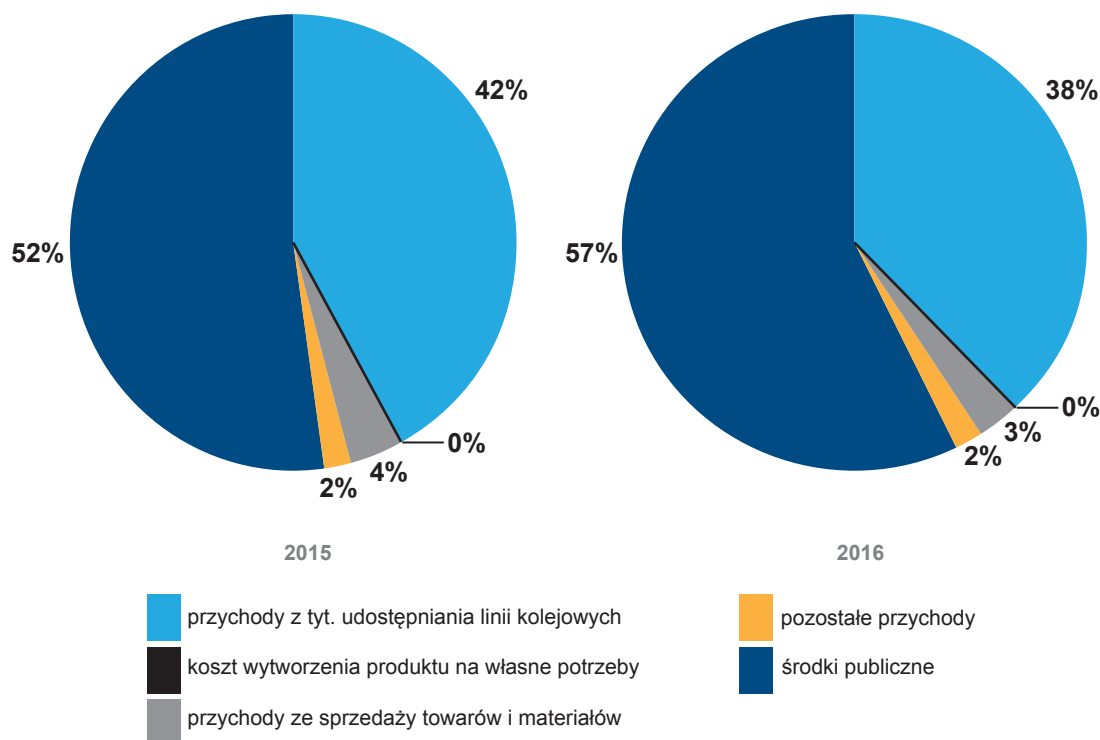 42%
52%
0%
4%
2%
2015
38%
57%
0%
3%
2%
2016
przychody z tyt. udostępniania linii kolejowych
koszt wytworzenia produktu na własne potrzeby
przychody ze sprzedaży towarów i materiałów
pozostałe przychody
środki publiczne